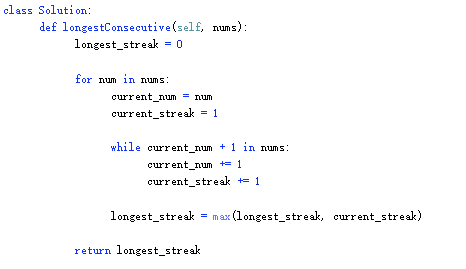 class Solution:
    def longestConsecutive(self, nums):
        longest_streak = 0

        for num in nums:
            current_num = num
            current_streak = 1

            while current_num + 1 in nums:
                current_num += 1
                current_streak += 1

            longest_streak = max(longest_streak, current_streak)

        return longest_streak